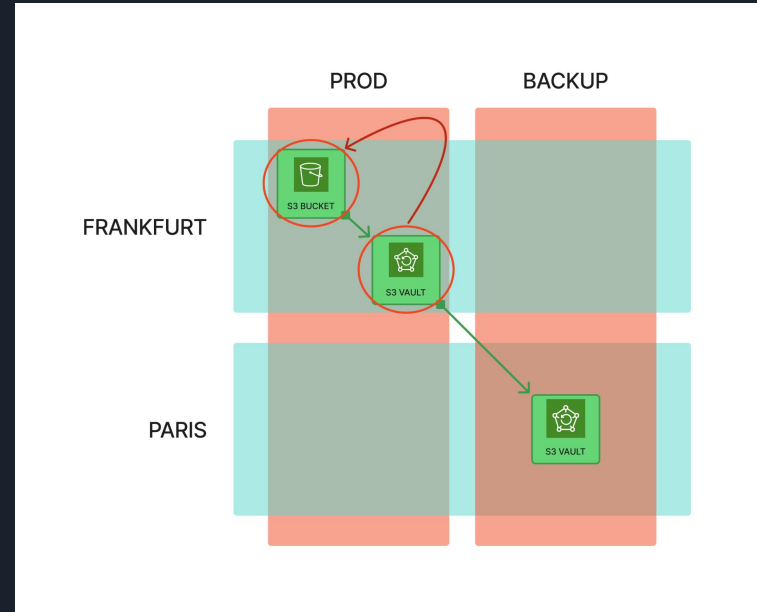 PROD
BACKUP
S3 BUCKET
FRANKFURT
S3 VAULT
PARIS
S3 VAULT